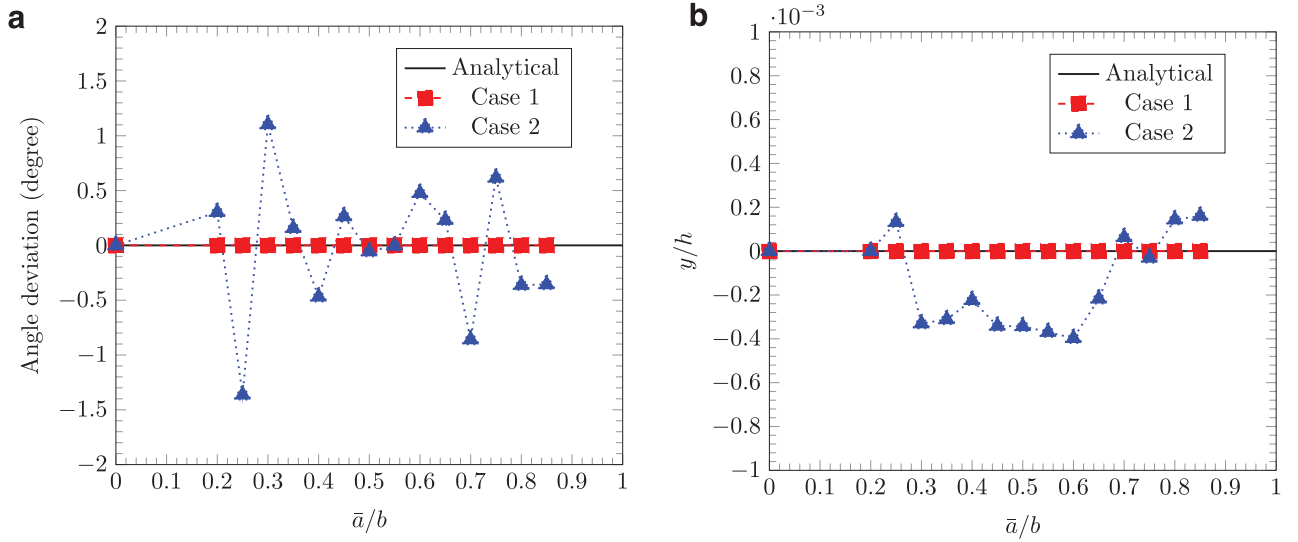 a
2
1.5
1
0.5
0
−0.5
−1
−1.5
−2
Angle deviation (degree)
Analytical
Case 1
Case 2
0 0.1 0.2 0.3 0.4 0.5 0.6 0.7 0.8 0.9 1
ā/b
b
·10⁻³
1
0.8
0.6
0.4
0.2
0
−0.2
−0.4
−0.6
−0.8
−1
y/h
Analytical
Case 1
Case 2
0 0.1 0.2 0.3 0.4 0.5 0.6 0.7 0.8 0.9 1
ā/b